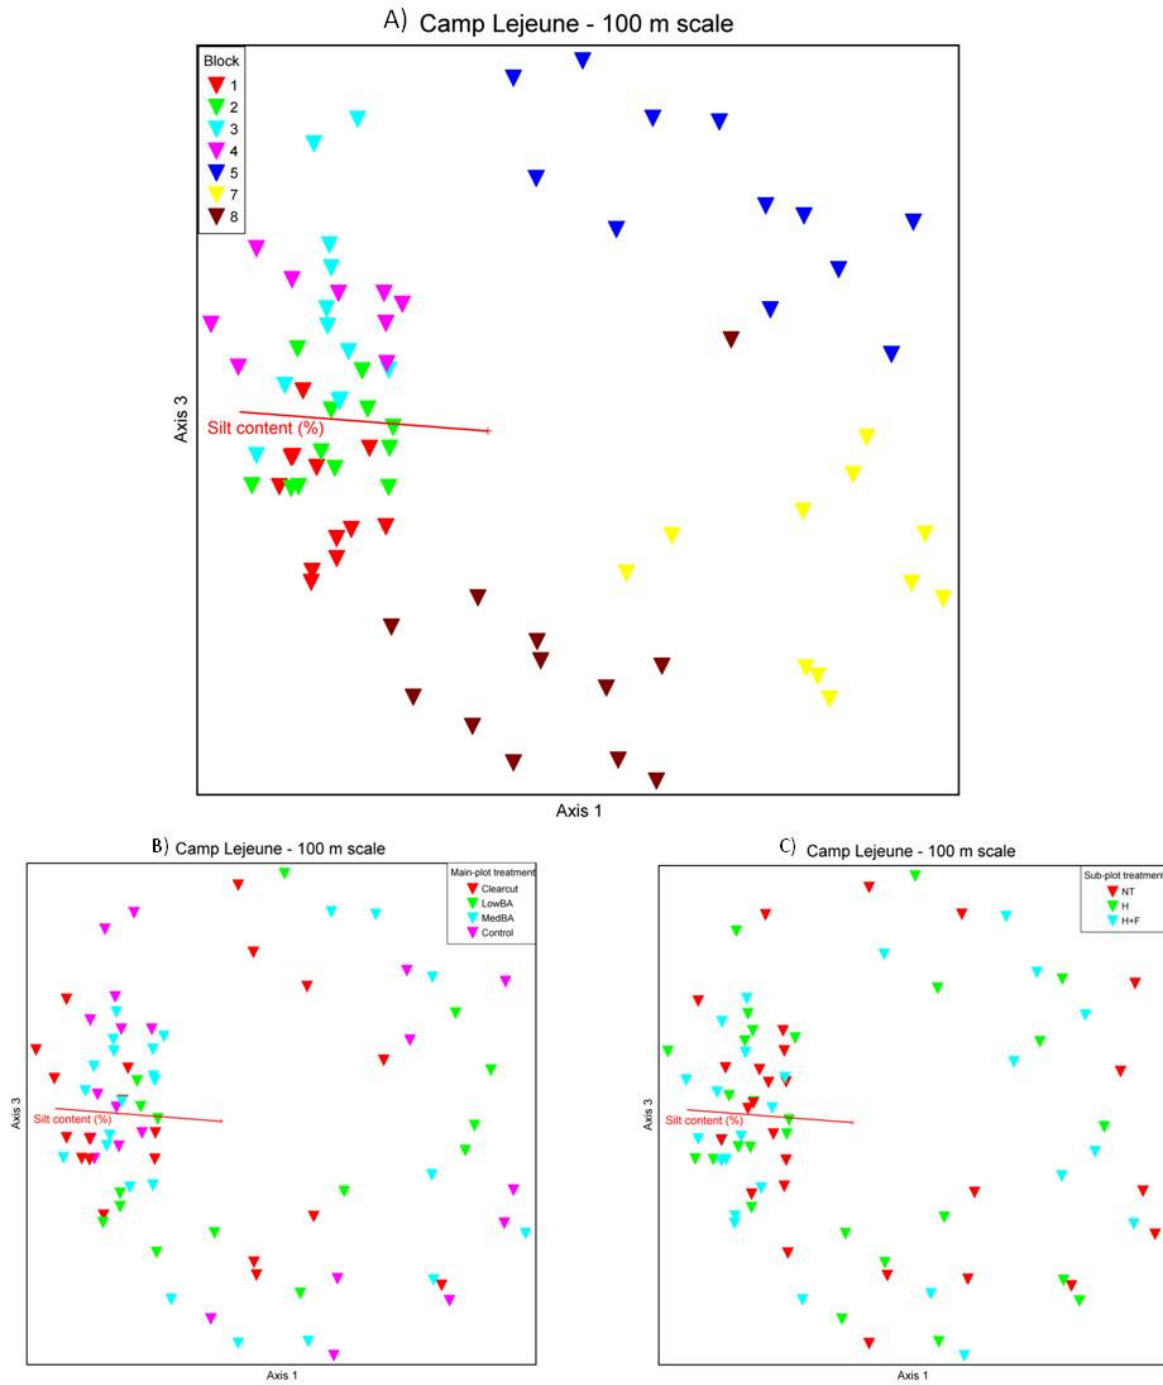 A) Camp Lejeune - 100 m scale
Block
1
2
3
4
5
7
8
Silt content (%)
Axis 3
Axis 1
B) Camp Lejeune - 100 m scale
Main-plot treatment
Clearcut
LowBA
MedBA
Control
Silt content (%)
Axis 3
Axis 1
C) Camp Lejeune - 100 m scale
Sub-plot treatment
NT
H
H+F
Silt content (%)
Axis 3
Axis 1